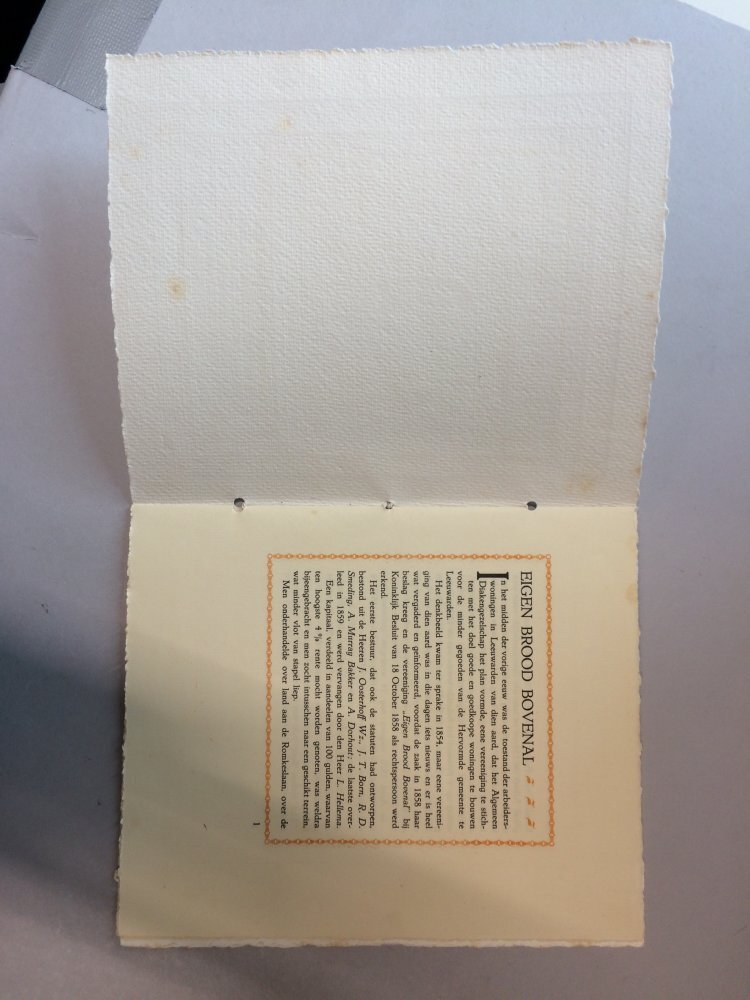 EIGEN BROOD BOVENAL
In het midden der vorige eeuw was de toestand der arbeiders-
woningen in Leeuwarden van dien aard, dat het Algemeen
Diakengezelschap het plan vormde, eene vereeniging te stich-
ten met het doel goede en goedkoope woningen te bouwen
voor de minder gegoeden van de Hervormde gemeente te
Leeuwarden.
Het denkbeeld kwam ter sprake in 1854, maar eene vereeni-
ging van dien aard was in die dagen iets nieuws en er is heel
wat vergaderd en geïnformeerd, voordat de zaak in 1858 haar
beslag kreeg en de vereeniging „Eigen Brood Bovenal” bij
Koninklijk Besluit van 18 October 1858 als rechtspersoon werd
erkend.
Het eerste bestuur, dat ook de statuten had ontworpen,
bestond uit de Heeren J. Oosterhoff Wz., J. T. Born, R. D.
Smeding, A. Murray Bakker en A. Dorhout; de laatste over-
leed in 1859 en werd vervangen door den Heer L. Hellema.
Een kapitaal, verdeeld in aandeelen van 100 gulden, waarvan
ten hoogste 4 % rente mocht worden genoten, was weldra
bijeengebracht en men zocht intusschen naar een geschikt terrein,
wat minder vlot van stapel liep.
Men onderhandelde over land aan de Romkeslaan, over de
1